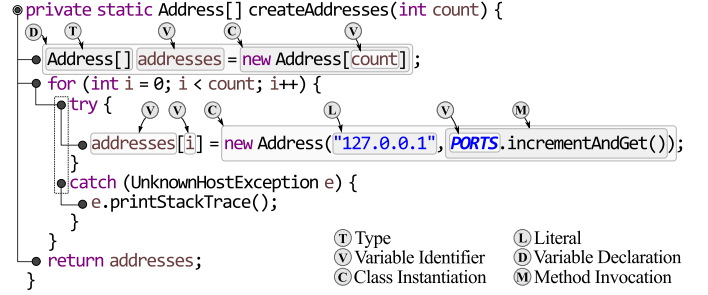 private static Address[] createAddresses(int count) {
D T V C V
Address[] addresses = new Address[count];
for (int i = 0; i < count; i++) {
try {
V V C L V M
addresses[i] = new Address("127.0.0.1", PORTS.incrementAndGet());
}
catch (UnknownHostException e) {
e.printStackTrace();
}
}
return addresses;
}
T Type
V Variable Identifier
C Class Instantiation
L Literal
D Variable Declaration
M Method Invocation